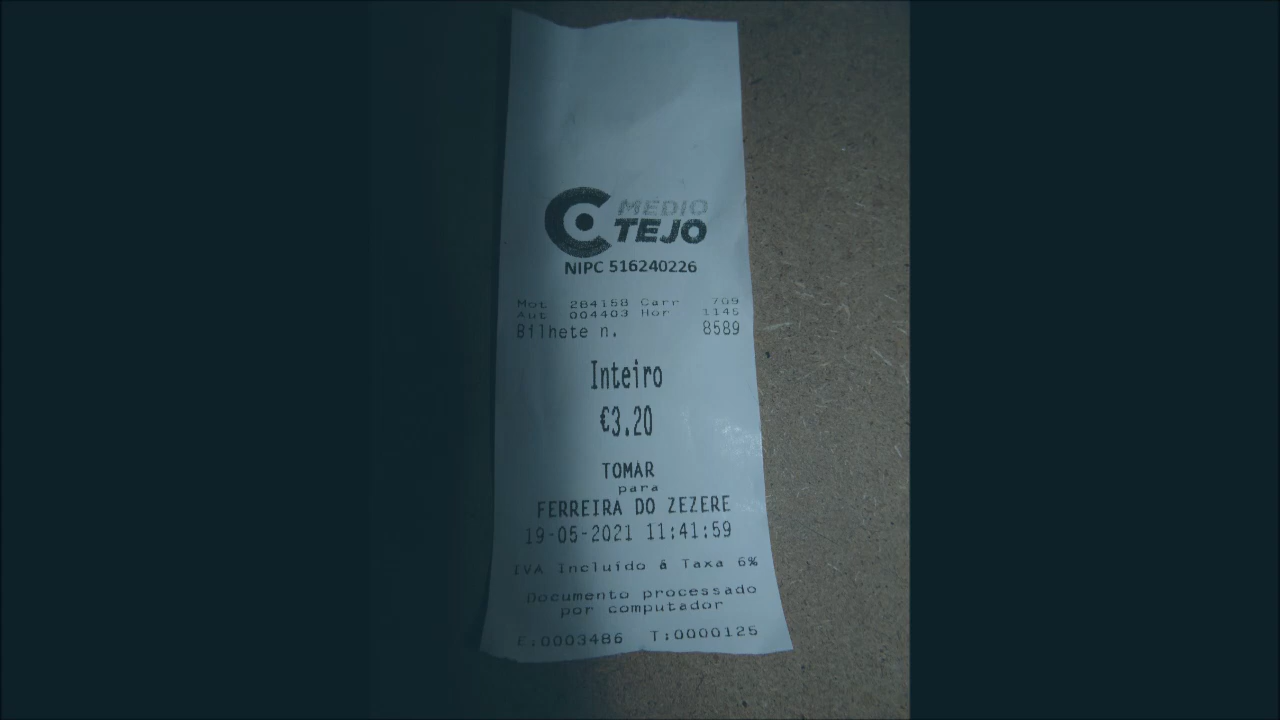 MEDIO
TEJO
NIPC 516240226
Mot 284158 Carr 709
Aut 004403 Hor 1145
Bilhete n. 8589
Inteiro
€3.20
TOMAR
para
FERREIRA DO ZEZERE
19-05-2021 11:41:59
IVA Incluído á Taxa 6%
Documento processado
por computador
E:0003486 T:0000125